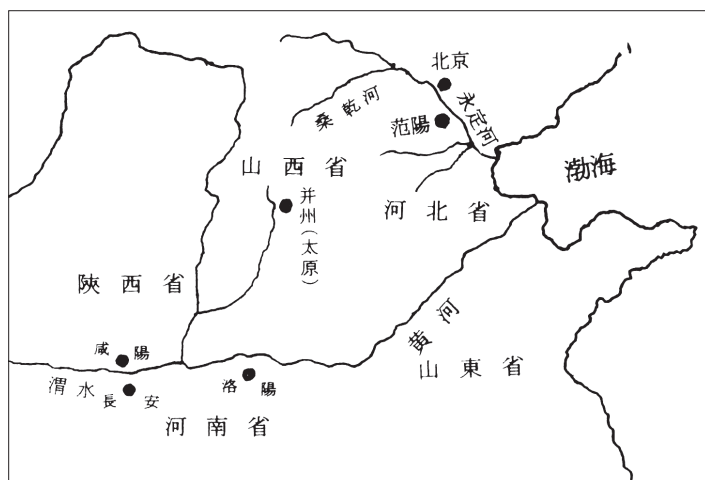 北京
桑乾河
永定河
范陽
渤海
山西省
并州(太原)
河北省
陝西省
黄河
咸陽
山東省
渭水
長安
洛陽
河南省